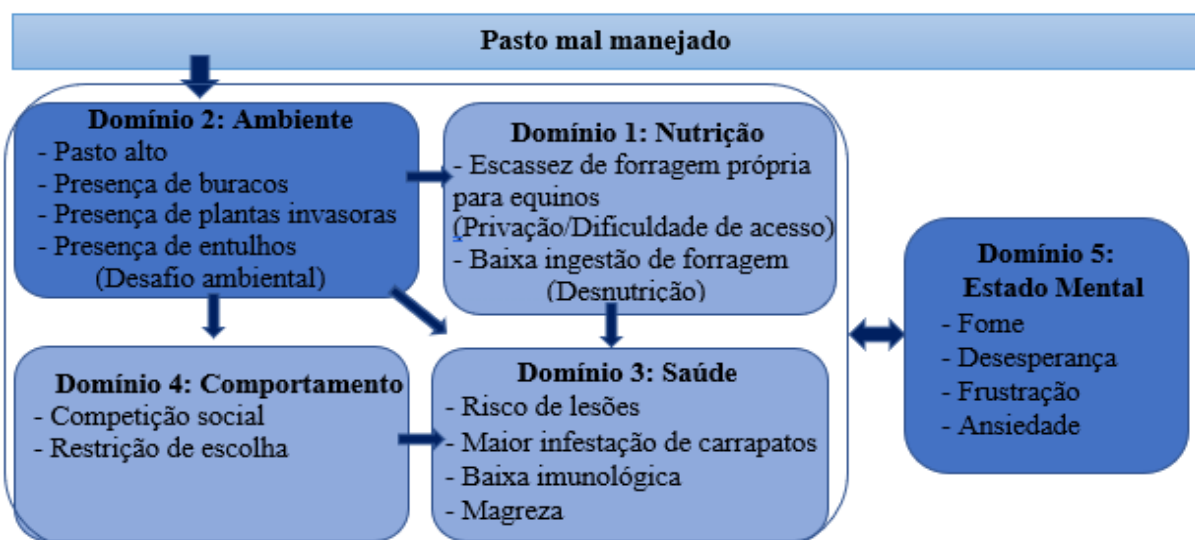 Pasto mal manejado
Domínio 2: Ambiente
- Pasto alto
- Presença de buracos
- Presença de plantas invasoras
- Presença de entulhos
(Desafio ambiental)
Domínio 1: Nutrição
- Escassez de forragem própria
para equinos
(Privação/Dificuldade de acesso)
- Baixa ingestão de forragem
(Desnutrição)
Domínio 4: Comportamento
- Competição social
- Restrição de escolha
Domínio 3: Saúde
- Risco de lesões
- Maior infestação de carrapatos
- Baixa imunológica
- Magreza
Domínio 5:
Estado Mental
- Fome
- Desesperança
- Frustração
- Ansiedade